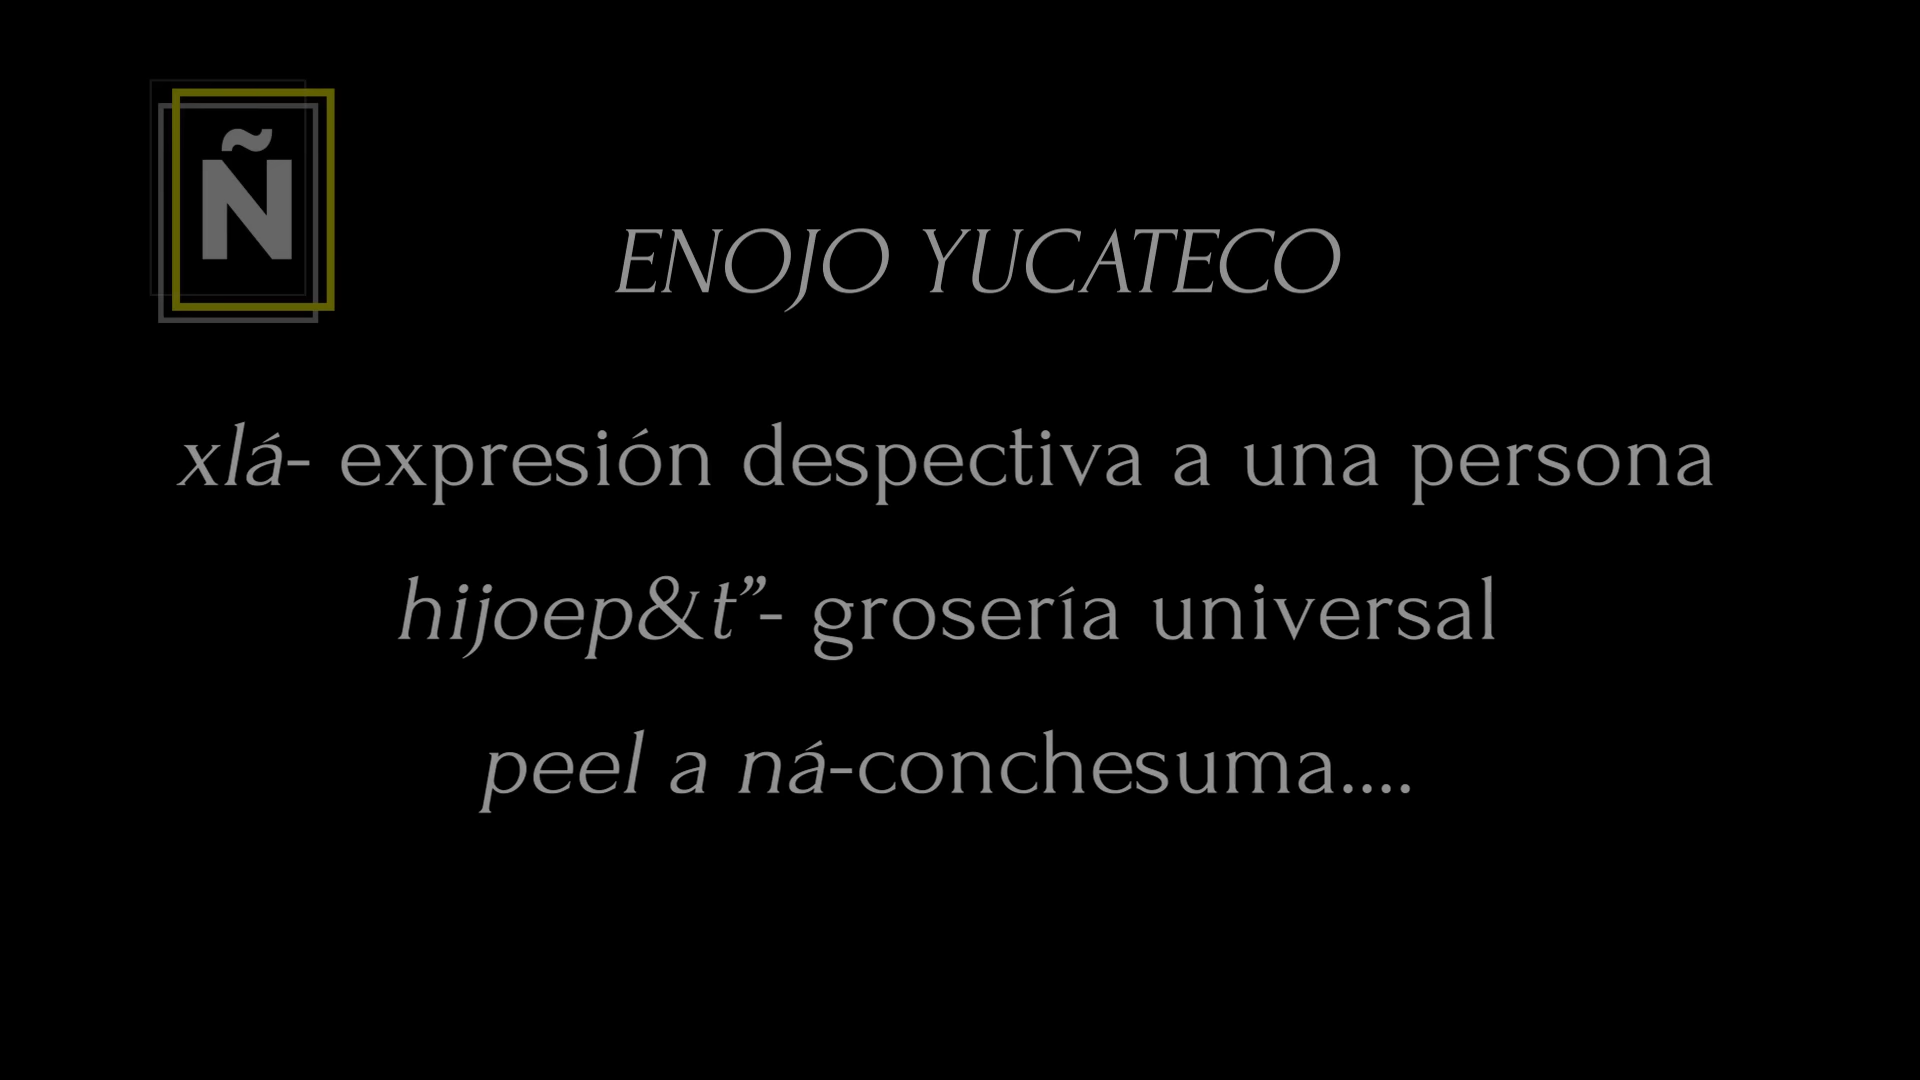 Ñ
ENOJO YUCATECO
xlá- expresión despectiva a una persona
hijoep&t”- grosería universal
peel a ná-conchesuma....